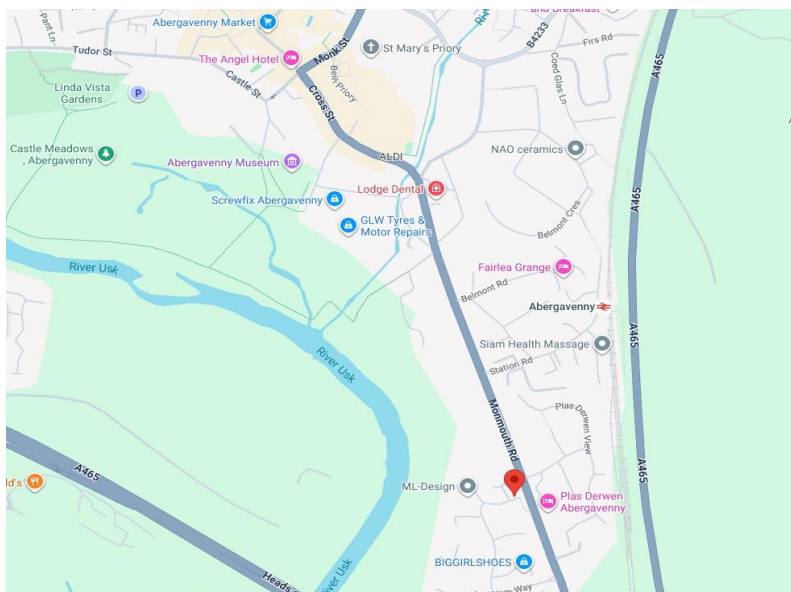 and Breakfast
Abergavenny Market
Firs Rd
B4233
Tudor St
The Angel Hotel
Monk St
St Mary's Priory
A465
Castle St
Priory
Coed Glas Ln
Linda Vista
Gardens
P
Cross St
Castle Meadows
, Abergavenny
ALDI
NAO ceramics
Abergavenny Museum
Lodge Dental
Screwfix Abergavenny
A465
GLW Tyres &
Motor Repairs
Belmont Cres
River Usk
Fairlea Grange
Belmont Rd
Abergavenny
A465
River Usk
Siam Health Massage
Station Rd
Monmouth Rd
Plas Derwen View
A465
A465
ML-Design
Plas Derwen
Abergavenny
BIGGIRLSHOES
Heads
Usk
Way